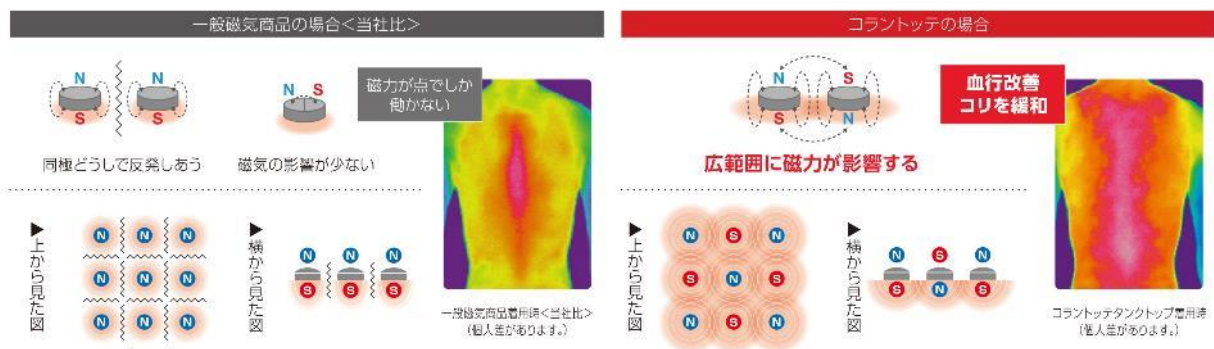 一般磁気商品の場合＜当社比＞
N
N
S
S
同極どうしで反発しあう
N S
磁気の影響が少ない
磁力が点でしか
働かない
▶上から見た図
N N N
N N N
N N N
▶横から見た図
N N N
S S S
一般磁気商品着用時＜当社比＞
（個人差があります。）
コラントッテの場合
N S
S N
広範囲に磁力が影響する
血行改善
コリを緩和
▶上から見た図
N S N
S N S
N S N
▶横から見た図
N S N
S N S
コラントッテタンクトップ着用時
（個人差があります。）